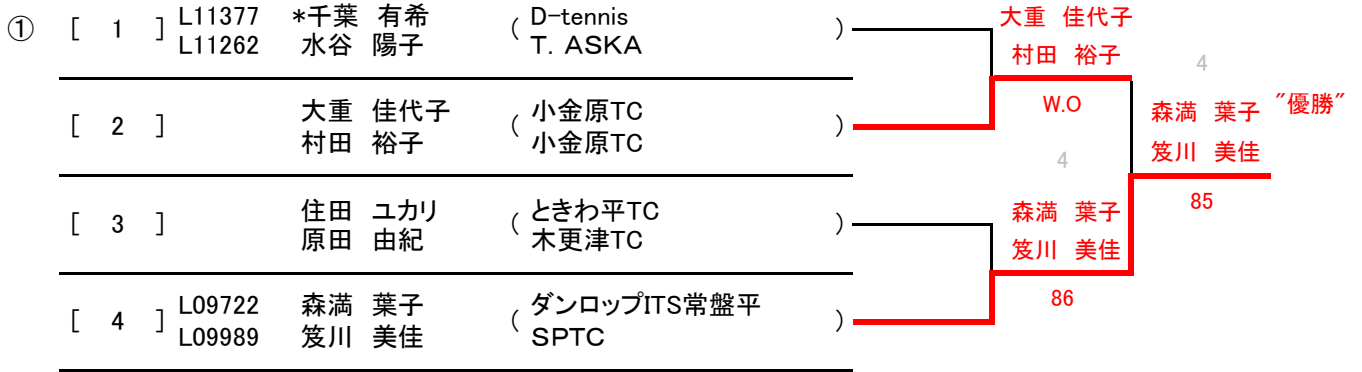 ① [ 1 ] L11377 *千葉 有希 ( D-tennis )
L11262 水谷 陽子 T. ASKA
大重 佳代子
村田 裕子
4
[ 2 ] 大重 佳代子 ( 小金原TC )
村田 裕子 小金原TC
W.O
森満 葉子 "優勝"
笈川 美佳
4
85
[ 3 ] 住田 ユカリ ( ときわ平TC )
原田 由紀 木更津TC
森満 葉子
笈川 美佳
86
[ 4 ] L09722 森満 葉子 ( ダンロップITS常盤平 )
L09989 笈川 美佳 SPTC